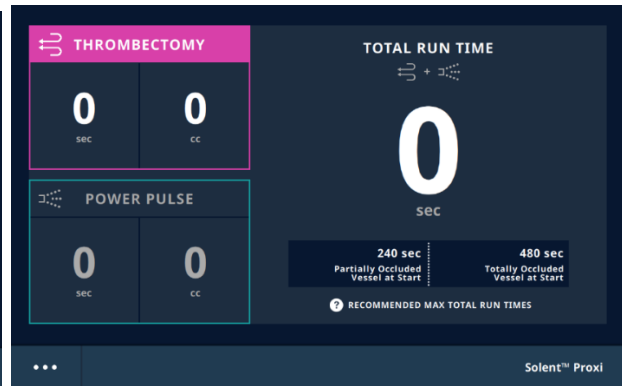 THROMBECTOMY
0
sec
0
cc
POWER PULSE
0
sec
0
cc
TOTAL RUN TIME
+
0
sec
240 sec
Partially Occluded
Vessel at Start
480 sec
Totally Occluded
Vessel at Start
? RECOMMENDED MAX TOTAL RUN TIMES
•••
Solent™ Proxi